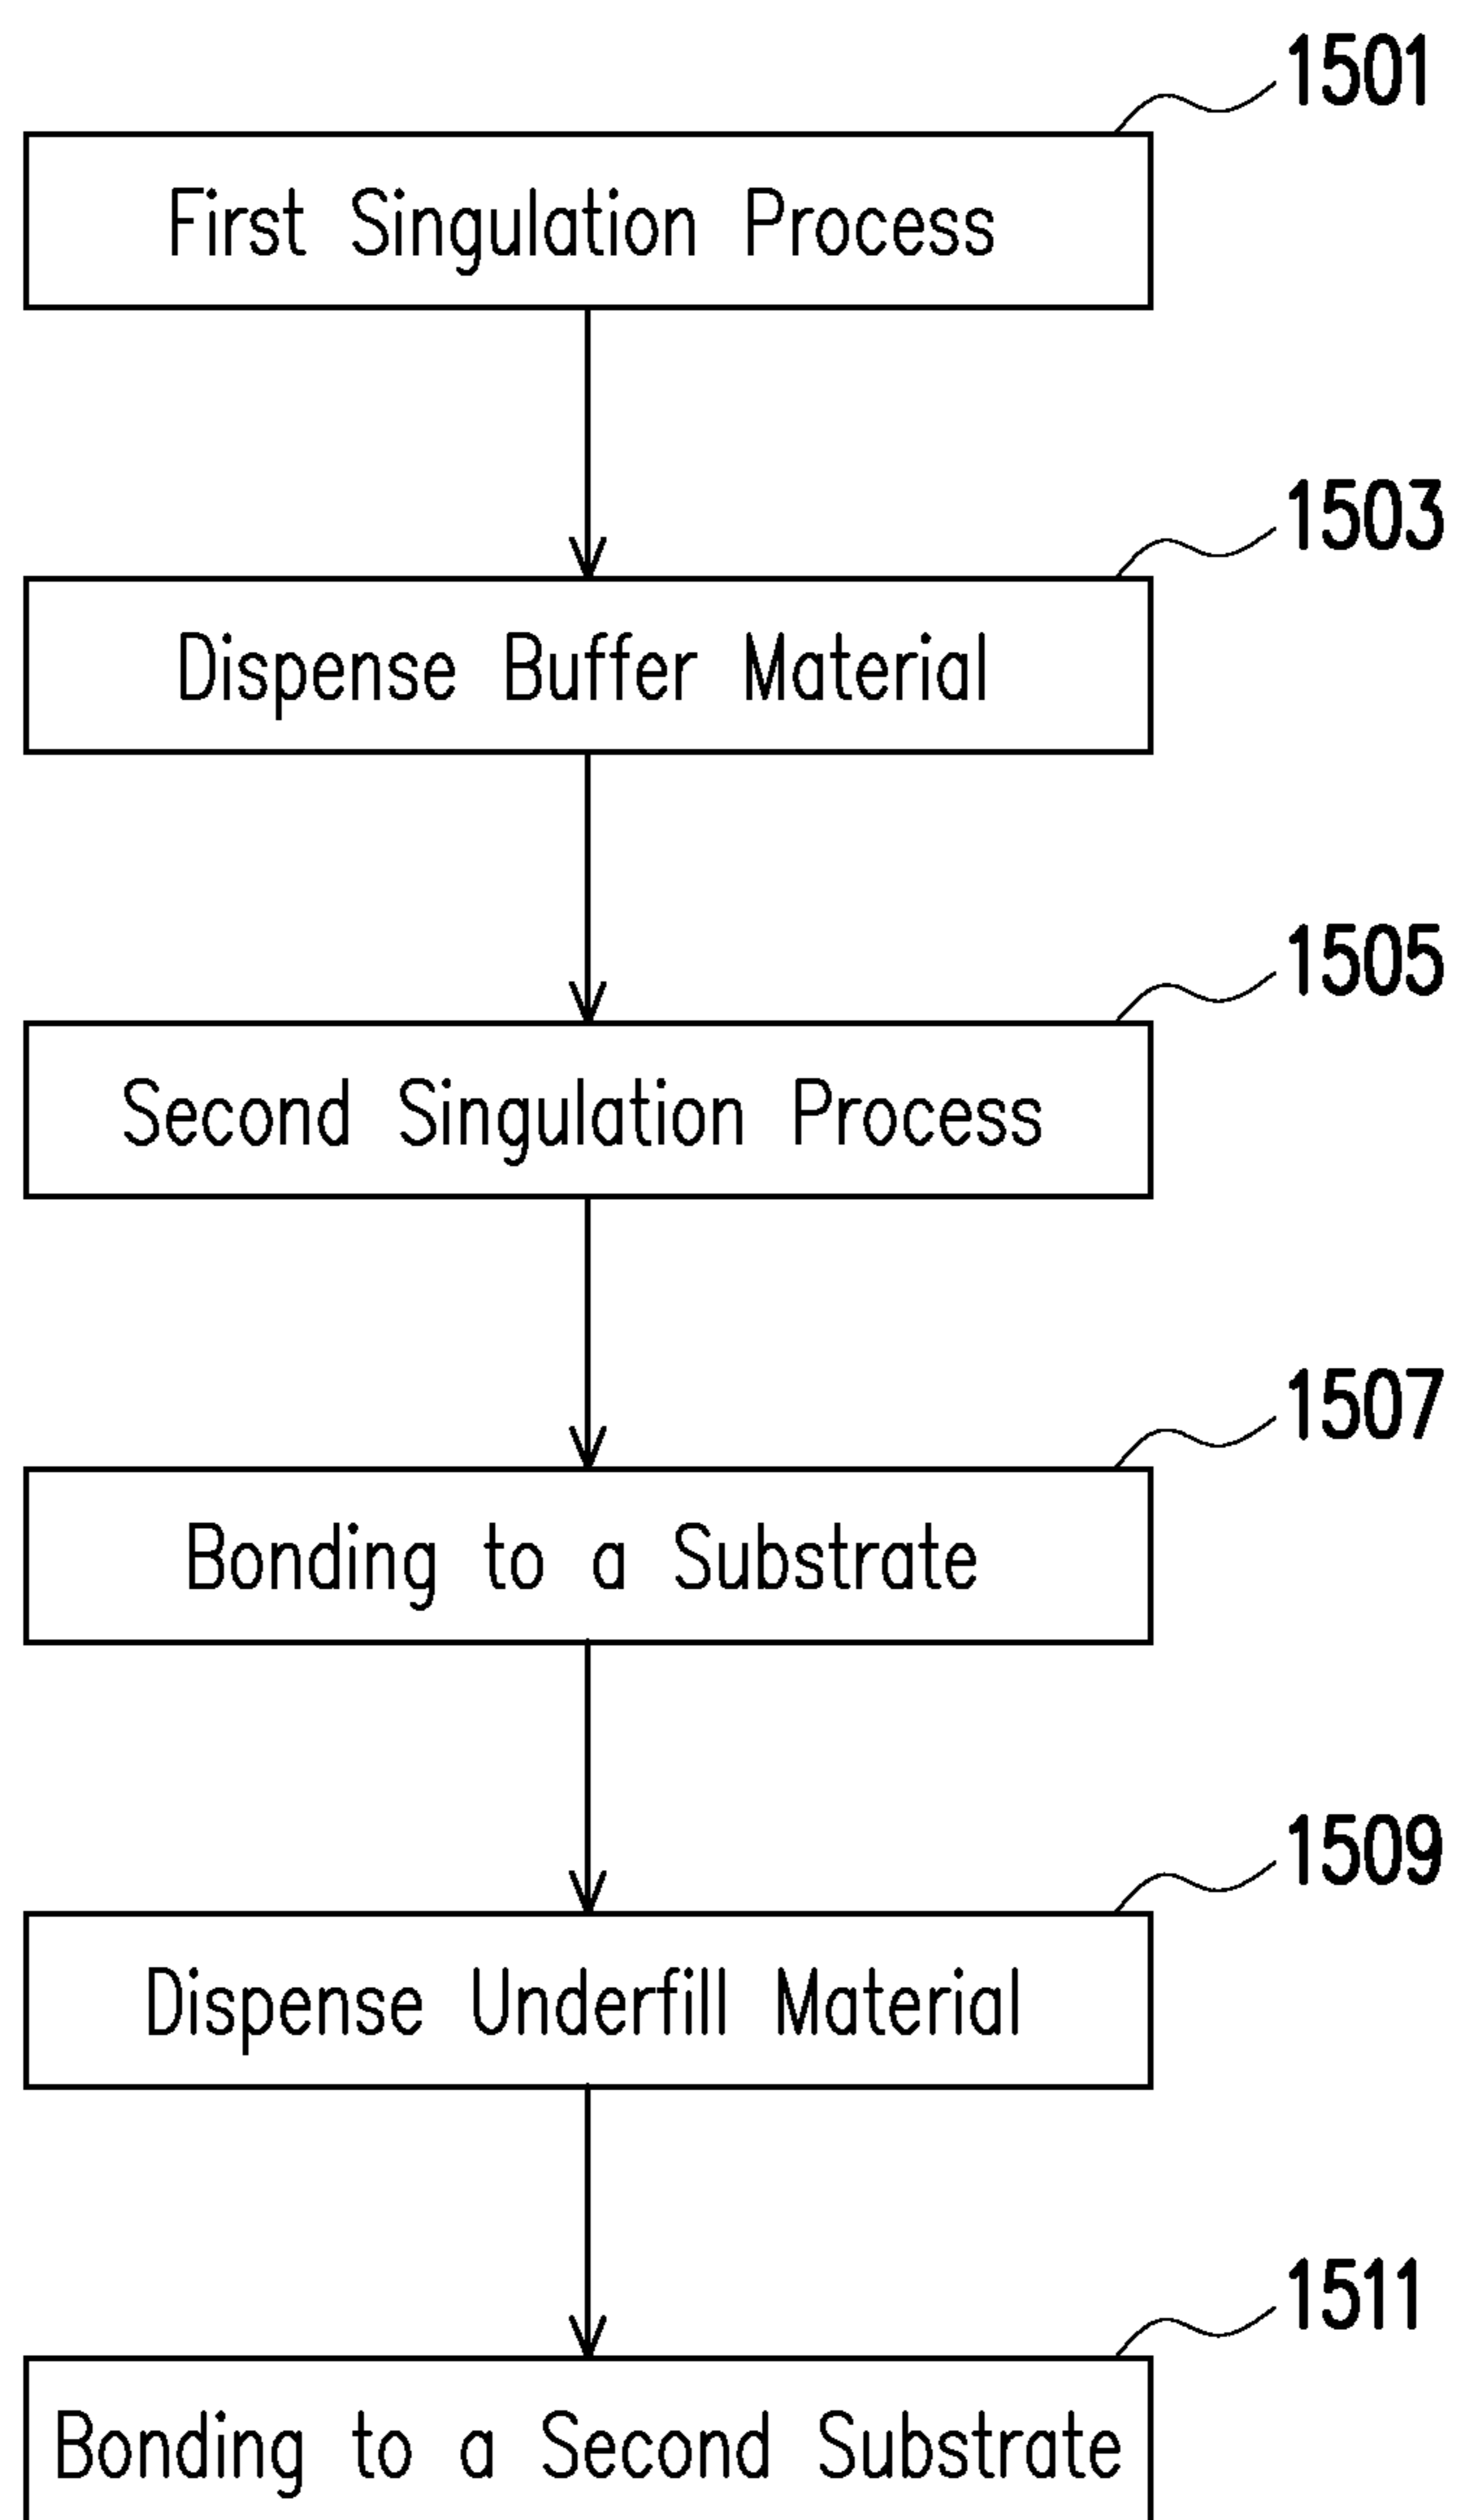 1501
First Singulation Process
1503
Dispense Buffer Material
1505
Second Singulation Process
1507
Bonding to a Substrate
1509
Dispense Underfill Material
1511
Bonding to a Second Substrate